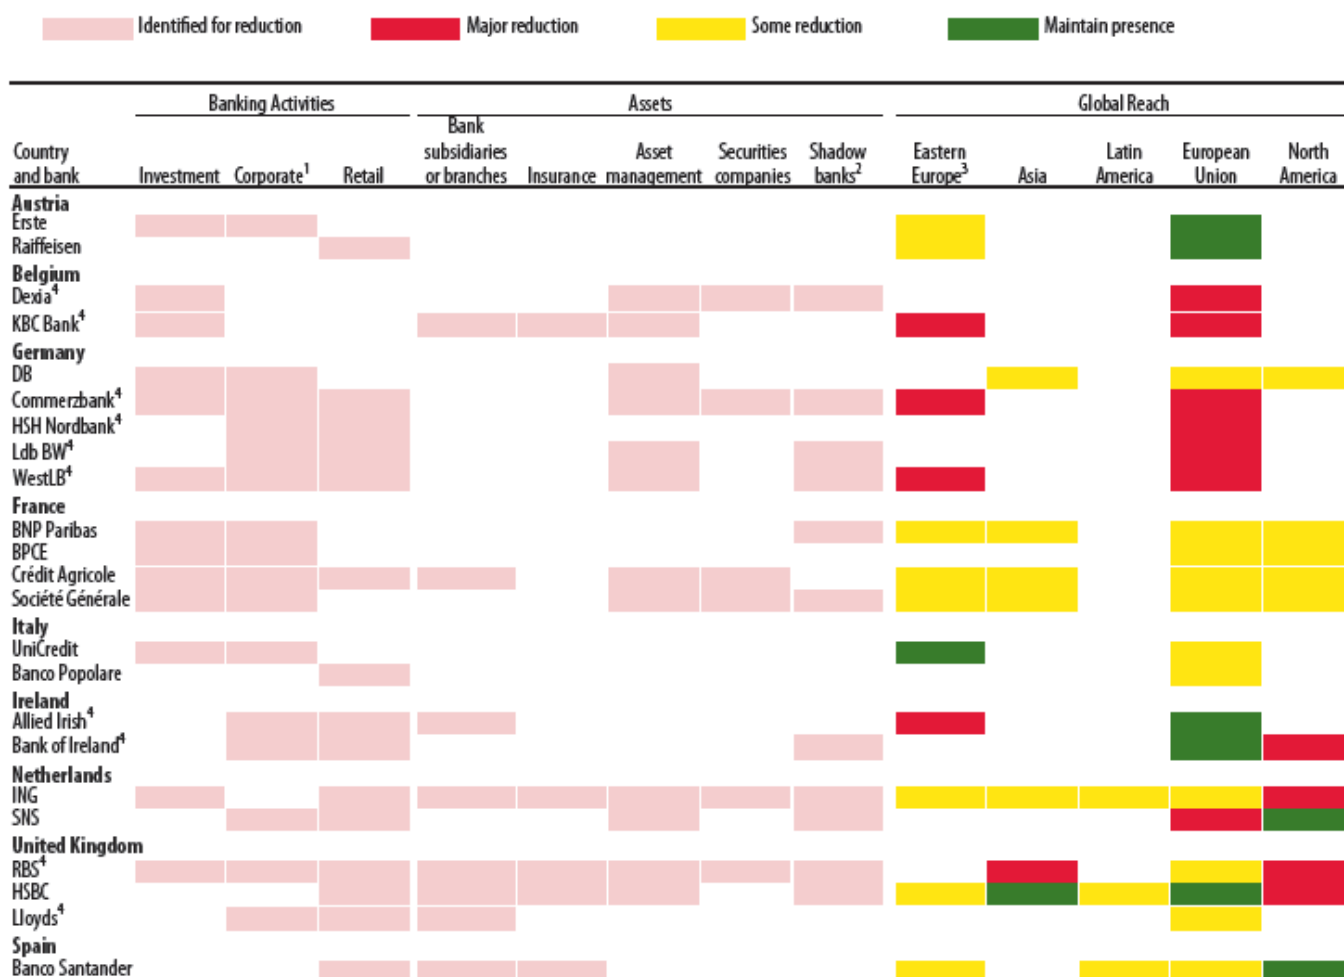 Identified for reduction Major reduction Some reduction Maintain presence
Banking Activities Assets Global Reach
Country and bank Investment Corporate1 Retail Bank subsidiaries or branches Insurance Asset management Securities companies Shadow banks2 Eastern Europe3 Asia Latin America European Union North America
Austria
Erste
Raiffeisen
Belgium
Dexia4
KBC Bank4
Germany
DB
Commerzbank4
HSH Nordbank4
Ldb BW4
WestLB4
France
BNP Paribas
BPCE
Crédit Agricole
Société Générale
Italy
UniCredit
Banco Popolare
Ireland
Allied Irish4
Bank of Ireland4
Netherlands
ING
SNS
United Kingdom
RBS4
HSBC
Lloyds4
Spain
Banco Santander